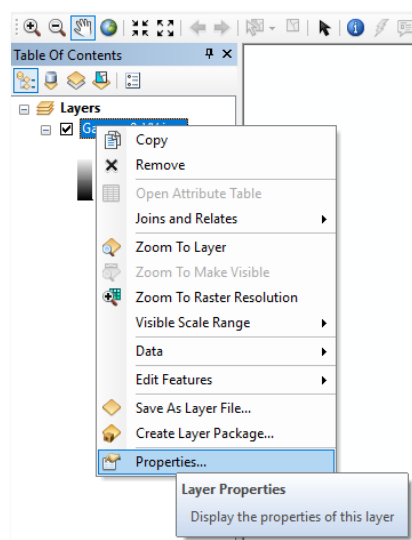 Table Of Contents
Layers
Copy
Remove
Open Attribute Table
Joins and Relates
Zoom To Layer
Zoom To Make Visible
Zoom To Raster Resolution
Visible Scale Range
Data
Edit Features
Save As Layer File...
Create Layer Package...
Properties...
Layer Properties
Display the properties of this layer